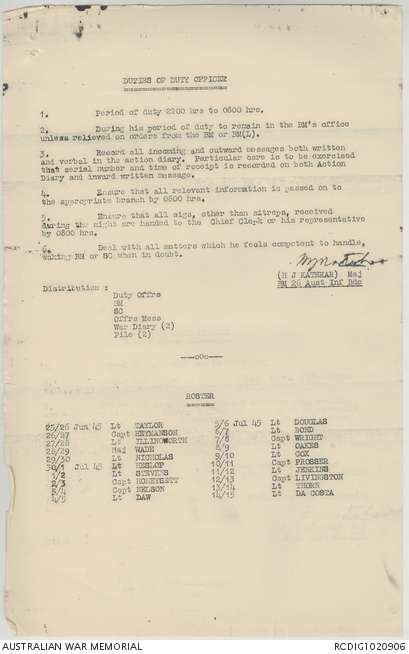 DUTIES OF DUTY OFFICER
1. Period of duty 2200 hrs to 0600 hrs.
2. During his period of duty to remain in the BM's office
unless relieved on orders from the BM or BM(L).
3. Record all incoming and outward messages both written
and verbal in the action diary. Particular care is to be exercised
that serial number and time of receipt is recorded on both Action
Diary and inward written message.
4. Ensure that all relevant information is passed on to
the appropriate branch by 0600 hrs.
5. Ensure that all sigs, other than sitreps, received
during the night are handed to the Chief Clerk or his representative
by 0800 hrs.
6. Deal with all matters which he feels competent to handle,
waking BM or SC when in doubt.
Maj
BM 26 Aust Inf Bde
Distribution :
Duty Offrs
BM
SC
Offrs Mess
War Diary (2)
File (2)
---oOo---
ROSTER
25/26 Jun 45 Lt TAYLOR
26/27 Capt HEYMANSON
27/28 Lt ILLINGWORTH
28/29 Maj WADE
29/30 Lt NICHOLAS
30/1 Jul 45 Lt HESLOP
1/2 Lt STEVENS
2/3 Capt HONEYSETT
3/4 Capt NELSON
4/5 Lt DAW
5/6 Jul 45 Lt DOUGLAS
6/7 Lt BOND
7/8 Capt WRIGHT
8/9 Lt OAKES
9/10 Lt COX
10/11 Capt PROSSER
11/12 Lt JENKINS
12/13 Capt LIVINGSTON
13/14 Lt THORN
14/15 Lt DA COSTA
AUSTRALIAN WAR MEMORIAL
RCDIG1020906